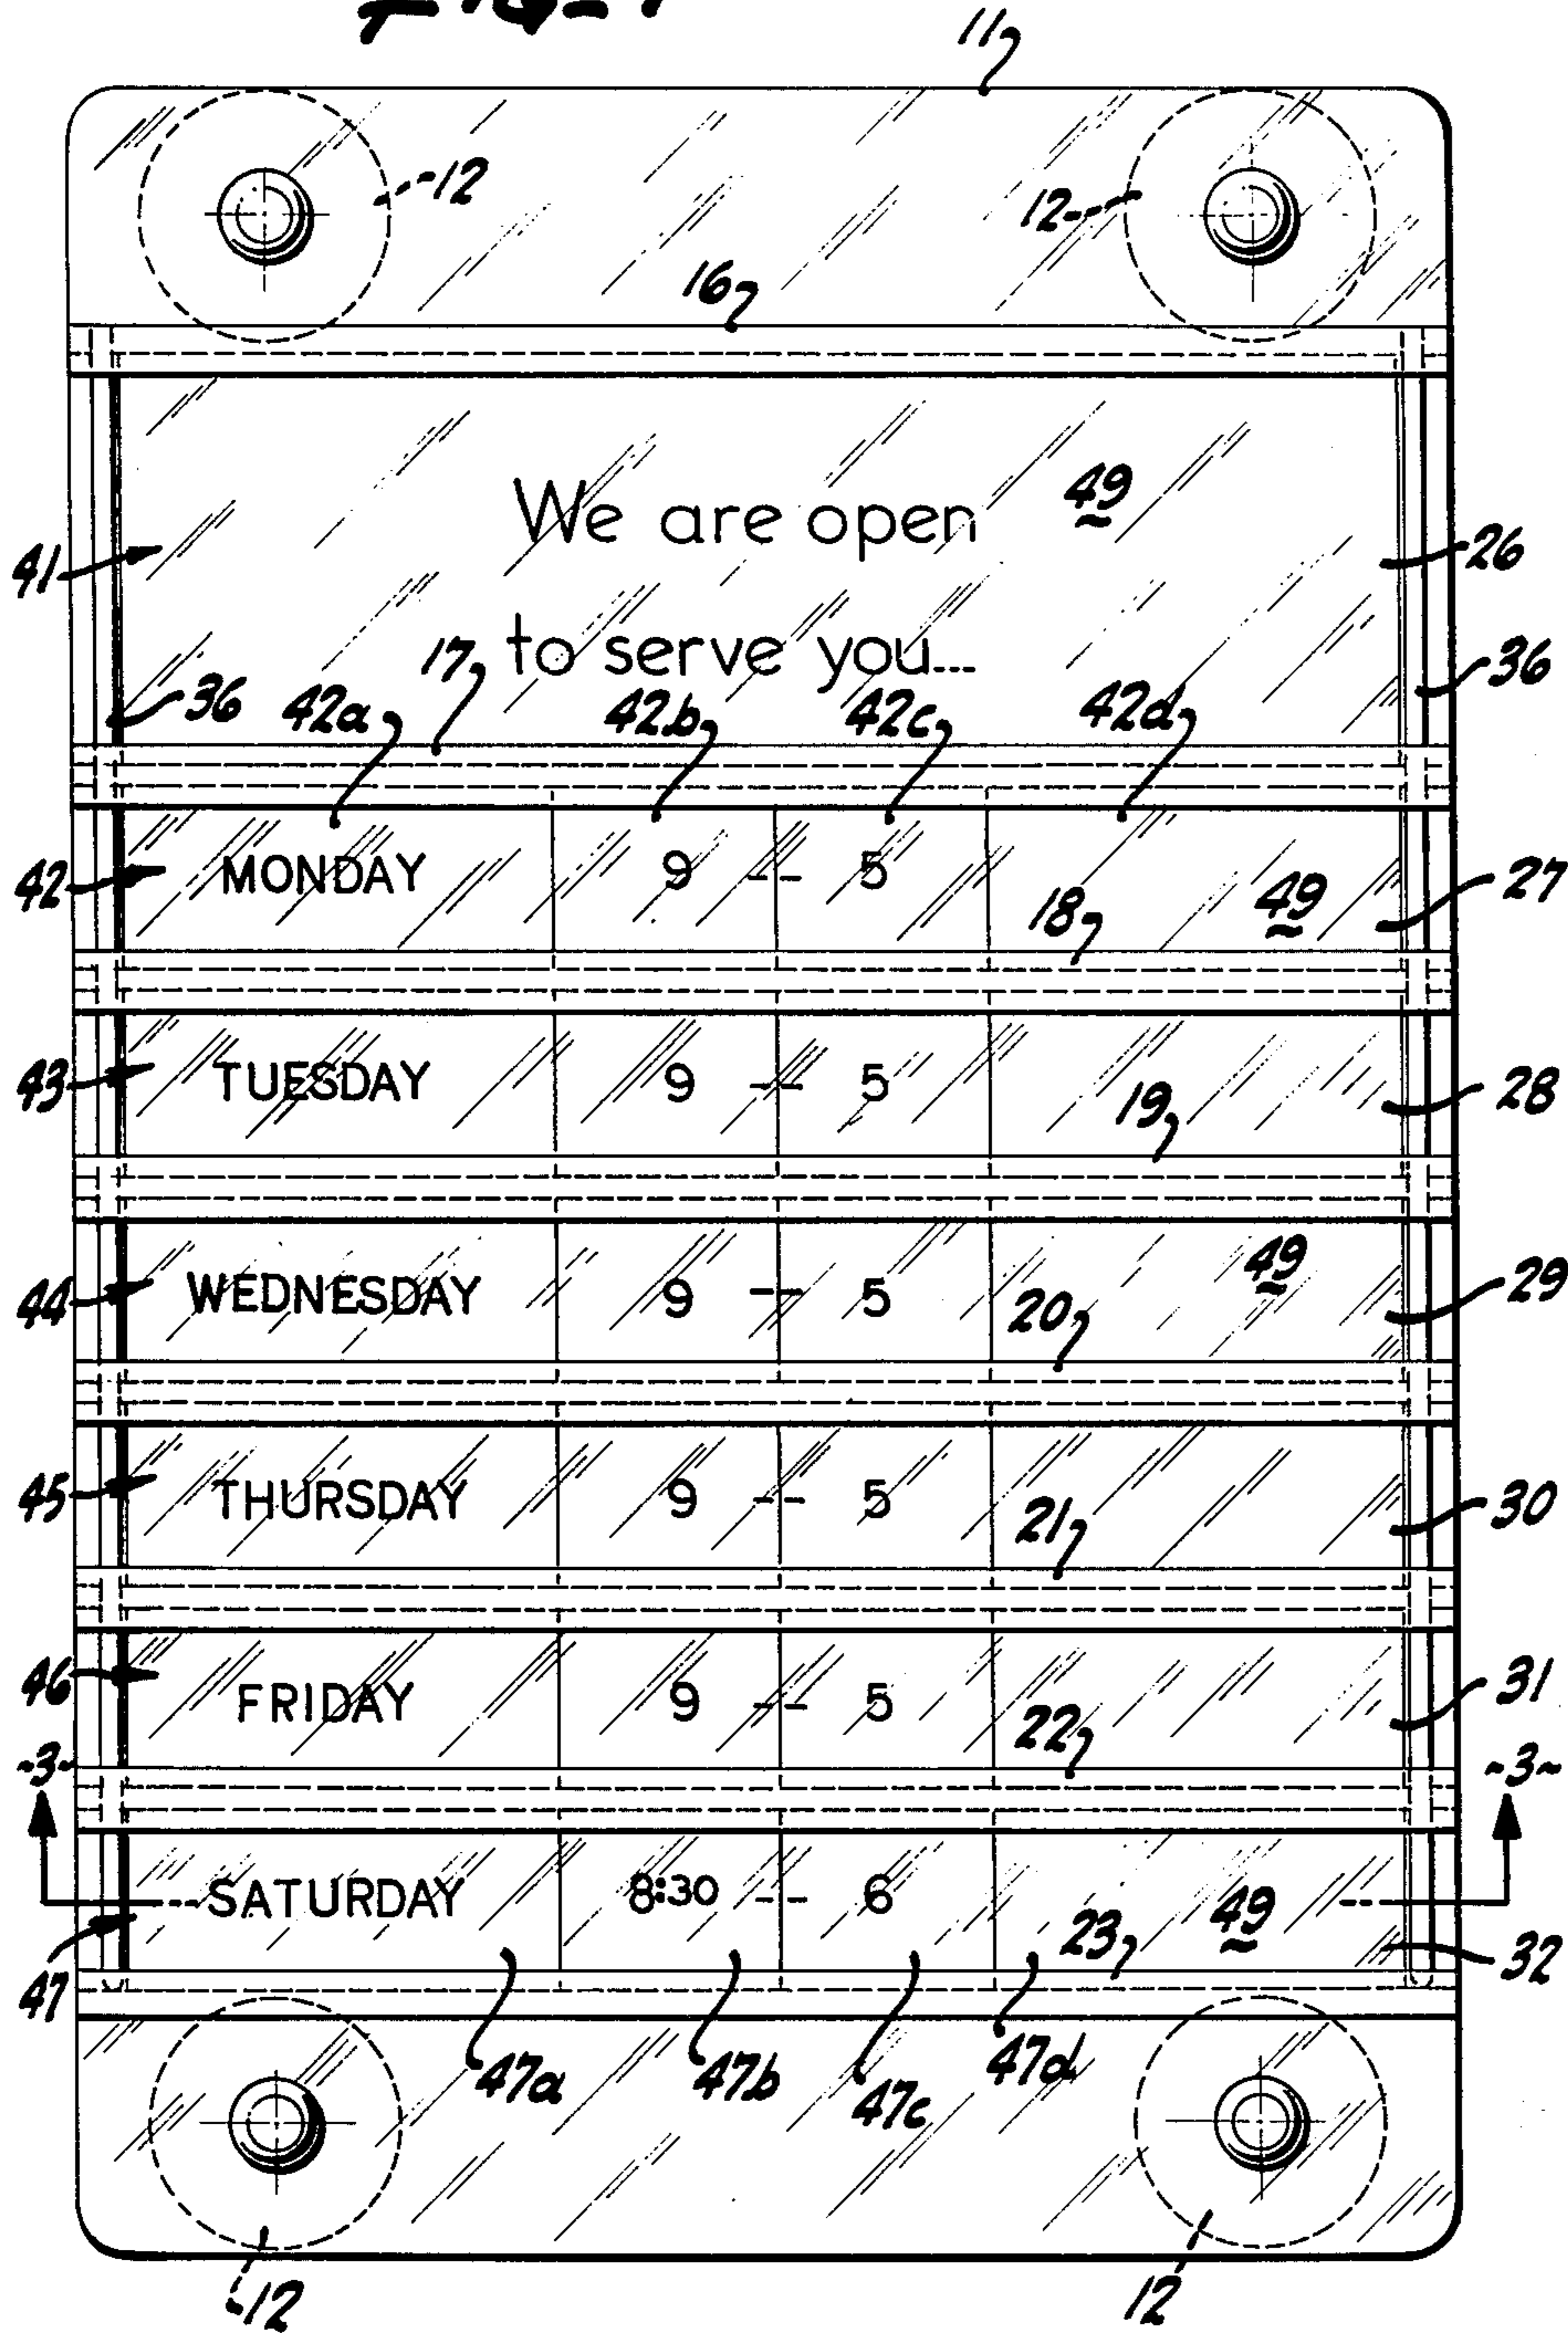 11
12 12
16
We are open 49
41 26
to serve you...
17 36
36 42a 42b 42c 42d
42 MONDAY 9 -- 5 49 27
18
43 TUESDAY 9 -- 5 28
19
49
44 WEDNESDAY 9 -- 5 29
20
45 THURSDAY 9 -- 5 30
21
46 FRIDAY 9 -- 5 31
22
-3- -3-
SATURDAY 8:30 -- 6 49
23
47 32
47a 47b 47c 47d
12 12